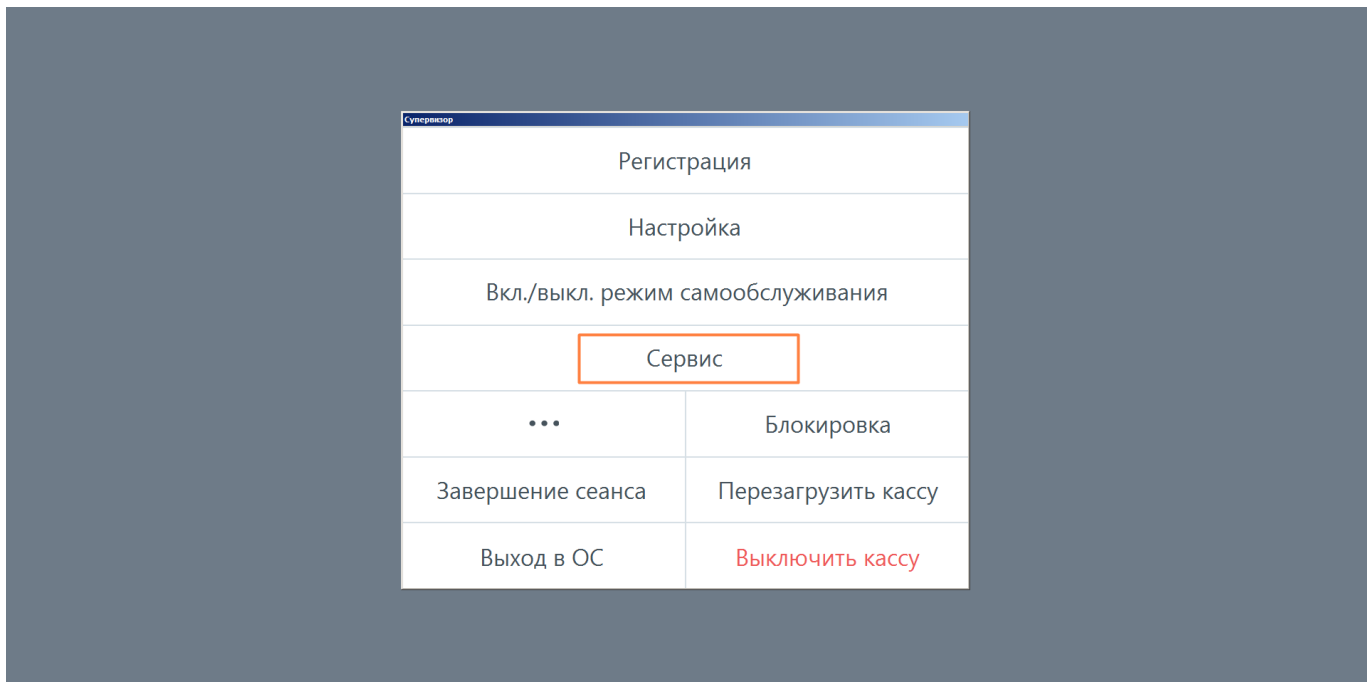 Супервизор
Регистрация
Настройка
Вкл./выкл. режим самообслуживания
Сервис
••• Блокировка
Завершение сеанса Перезагрузить кассу
Выход в ОС Выключить кассу